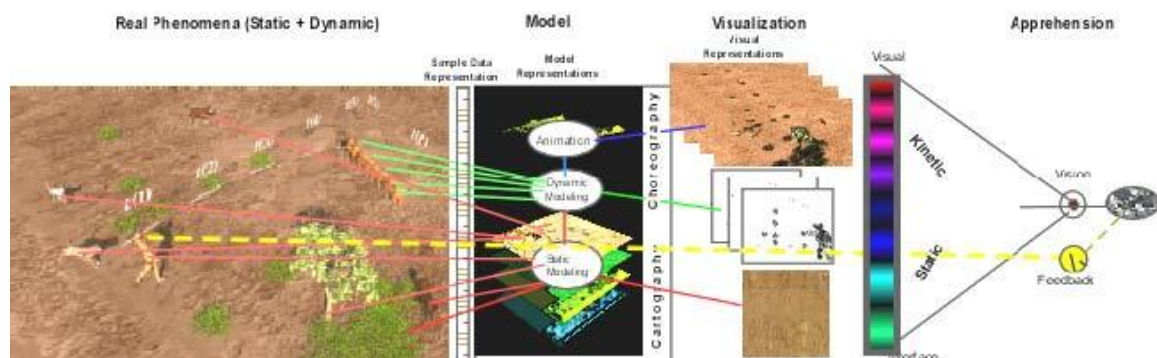 Real Phenomena (Static + Dynamic)
Model
Visualization
Apprehension
Sample Data
Representation
Model
Representations
Visual
Representations
Visual
Animation
Dynamic
Modeling
Static
Modeling
Choreography
Cartography
Kinetic
Static
Vision
Feedback